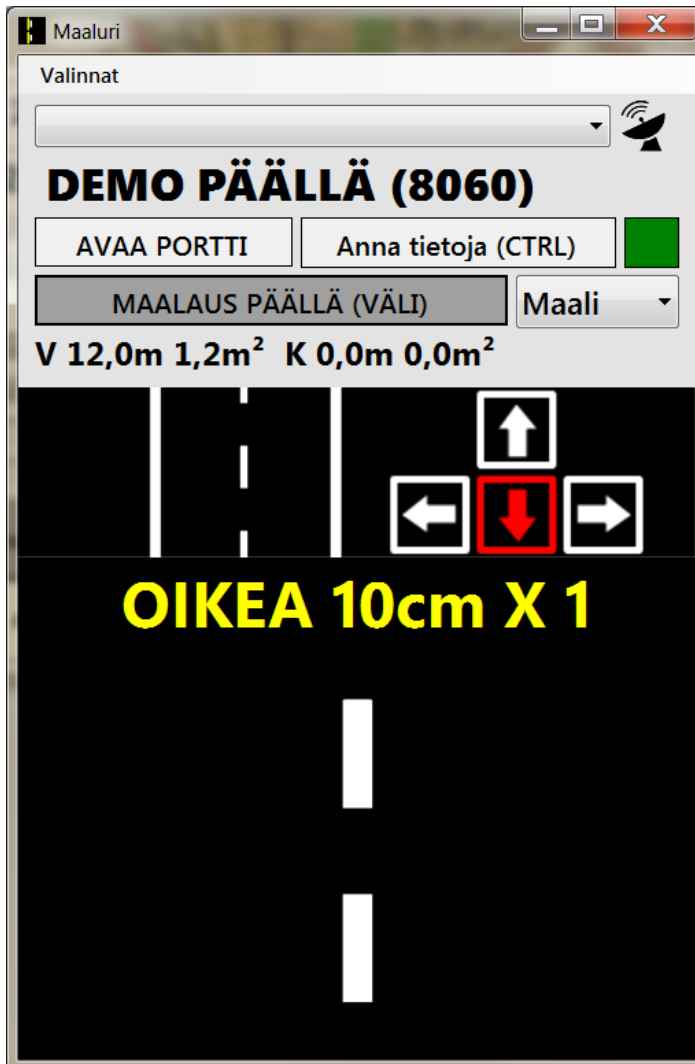 Maaluri
Valinnat
DEMO PÄÄLLÄ (8060)
AVAA PORTTI Anna tietoja (CTRL)
MAALAUS PÄÄLLÄ (VÄLI) Maali
V 12,0m 1,2m² K 0,0m 0,0m²
OIKEA 10cm X 1